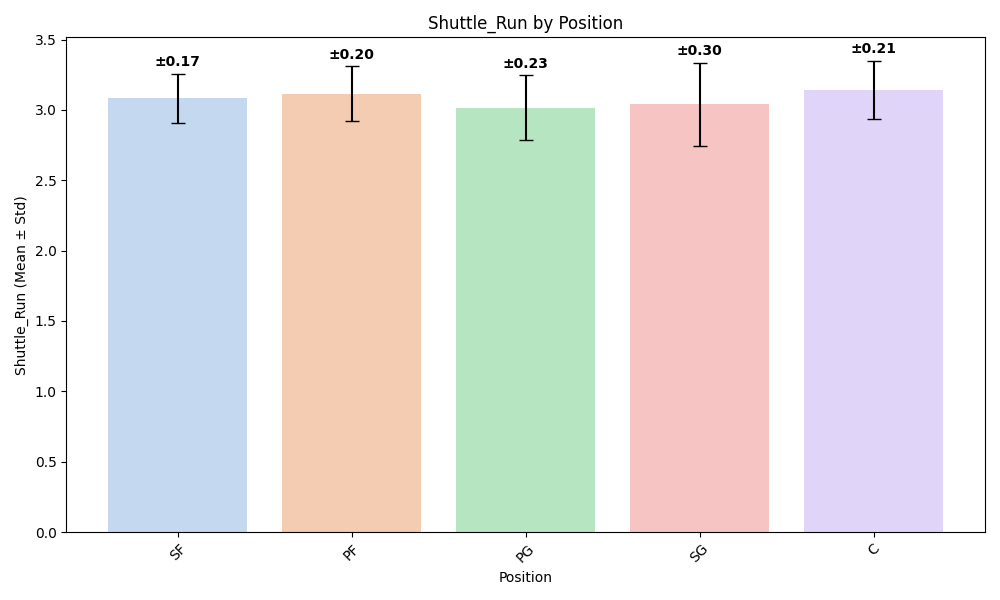 Shuttle_Run by Position
Shuttle_Run (Mean ± Std)
3.5
3.0
2.5
2.0
1.5
1.0
0.5
0.0
±0.17
±0.20
±0.23
±0.30
±0.21
SF
PF
PG
SG
C
Position